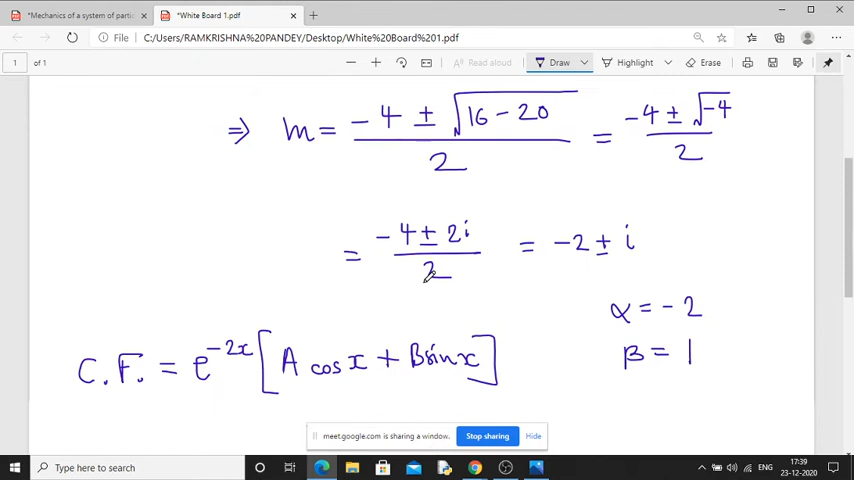 *Mechanics of a system of parti
*White Board 1.pdf
File C:/Users/RAMKRISHNA%20PANDEY/Desktop/White%20Board%201.pdf
1 of 1 Read aloud Draw Highlight Erase
⇒ m = (-4 ± √(16 - 20)) / 2 = (-4 ± √-4) / 2
= (-4 ± 2i) / 2 = -2 ± i
α = -2
β = 1
C.F. = e^(-2x) [A cosx + B sinx]
meet.google.com is sharing a window. Stop sharing Hide
Type here to search
ENG
17:39
23-12-2020